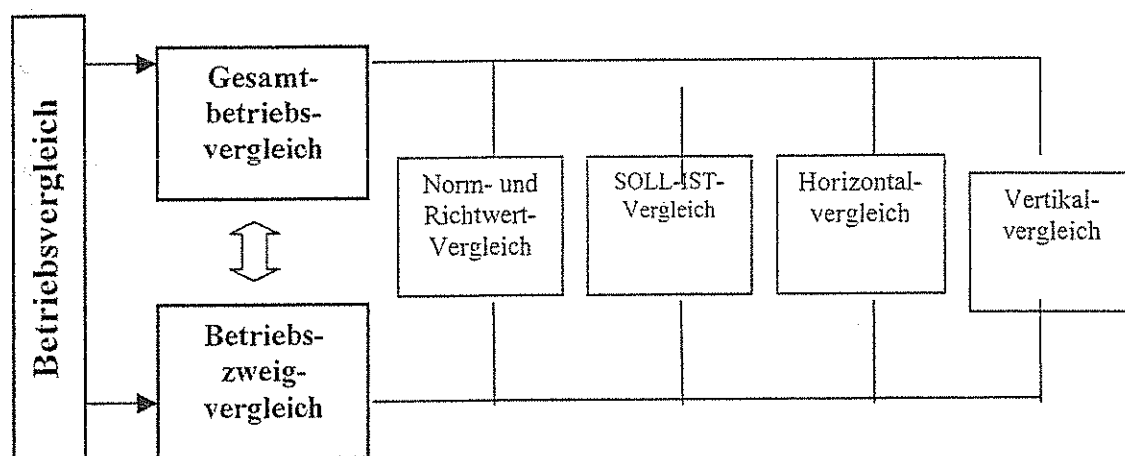 Betriebsvergleich
Gesamt-
betriebs-
vergleich
Betriebs-
zweig-
vergleich
Norm- und
Richtwert-
Vergleich
SOLL-IST-
Vergleich
Horizontal-
vergleich
Vertikal-
vergleich